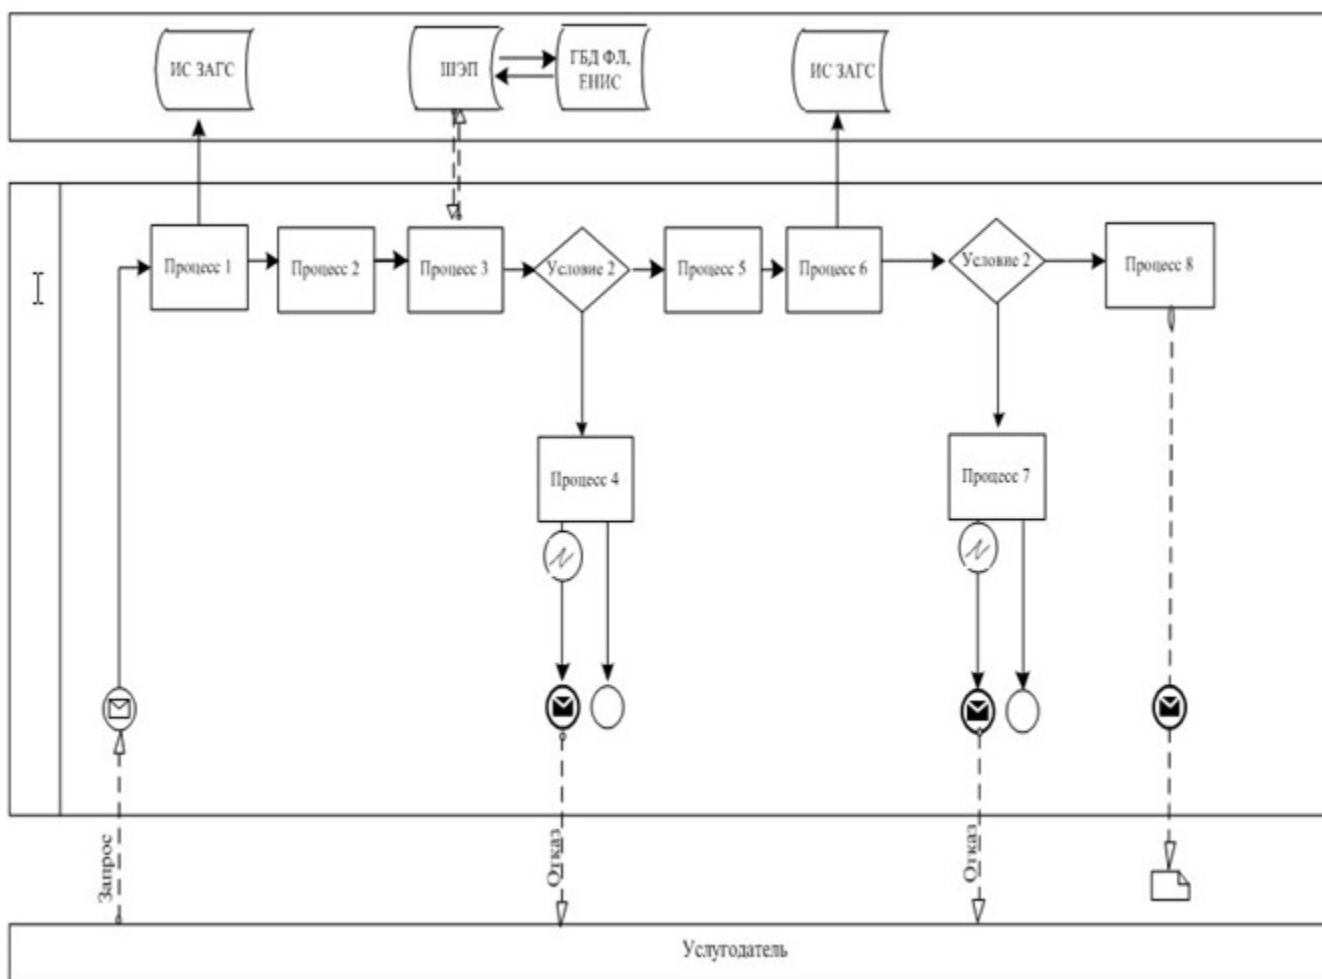 ИС ЗАГС
ШЭП
ГБД ФЛ,
ЕНИС
ИС ЗАГС
Процесс 1
Процесс 2
Процесс 3
Условие 2
Процесс 5
Процесс 6
Условие 2
Процесс 8
Процесс 4
Процесс 7
Запрос
Отказ
Отказ
Услугодатель